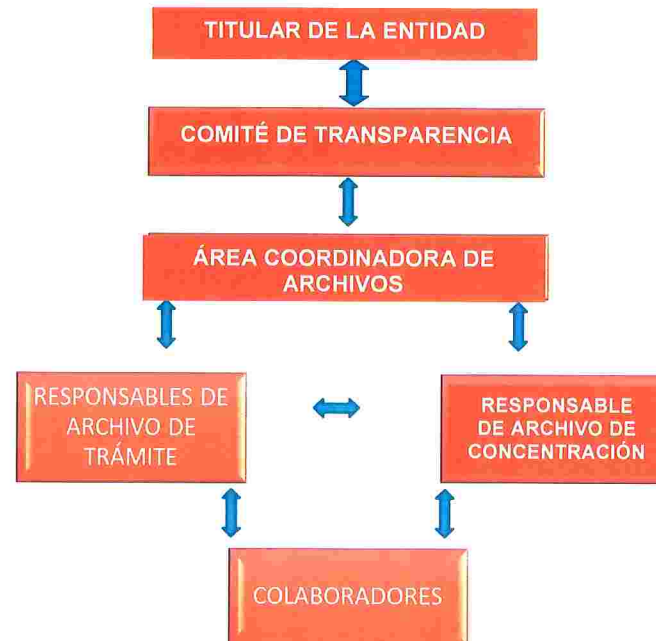 TITULAR DE LA ENTIDAD
COMITÉ DE TRANSPARENCIA
ÁREA COORDINADORA DE
ARCHIVOS
RESPONSABLES DE
ARCHIVO DE
TRÁMITE
RESPONSABLE
DE ARCHIVO DE
CONCENTRACIÓN
COLABORADORES